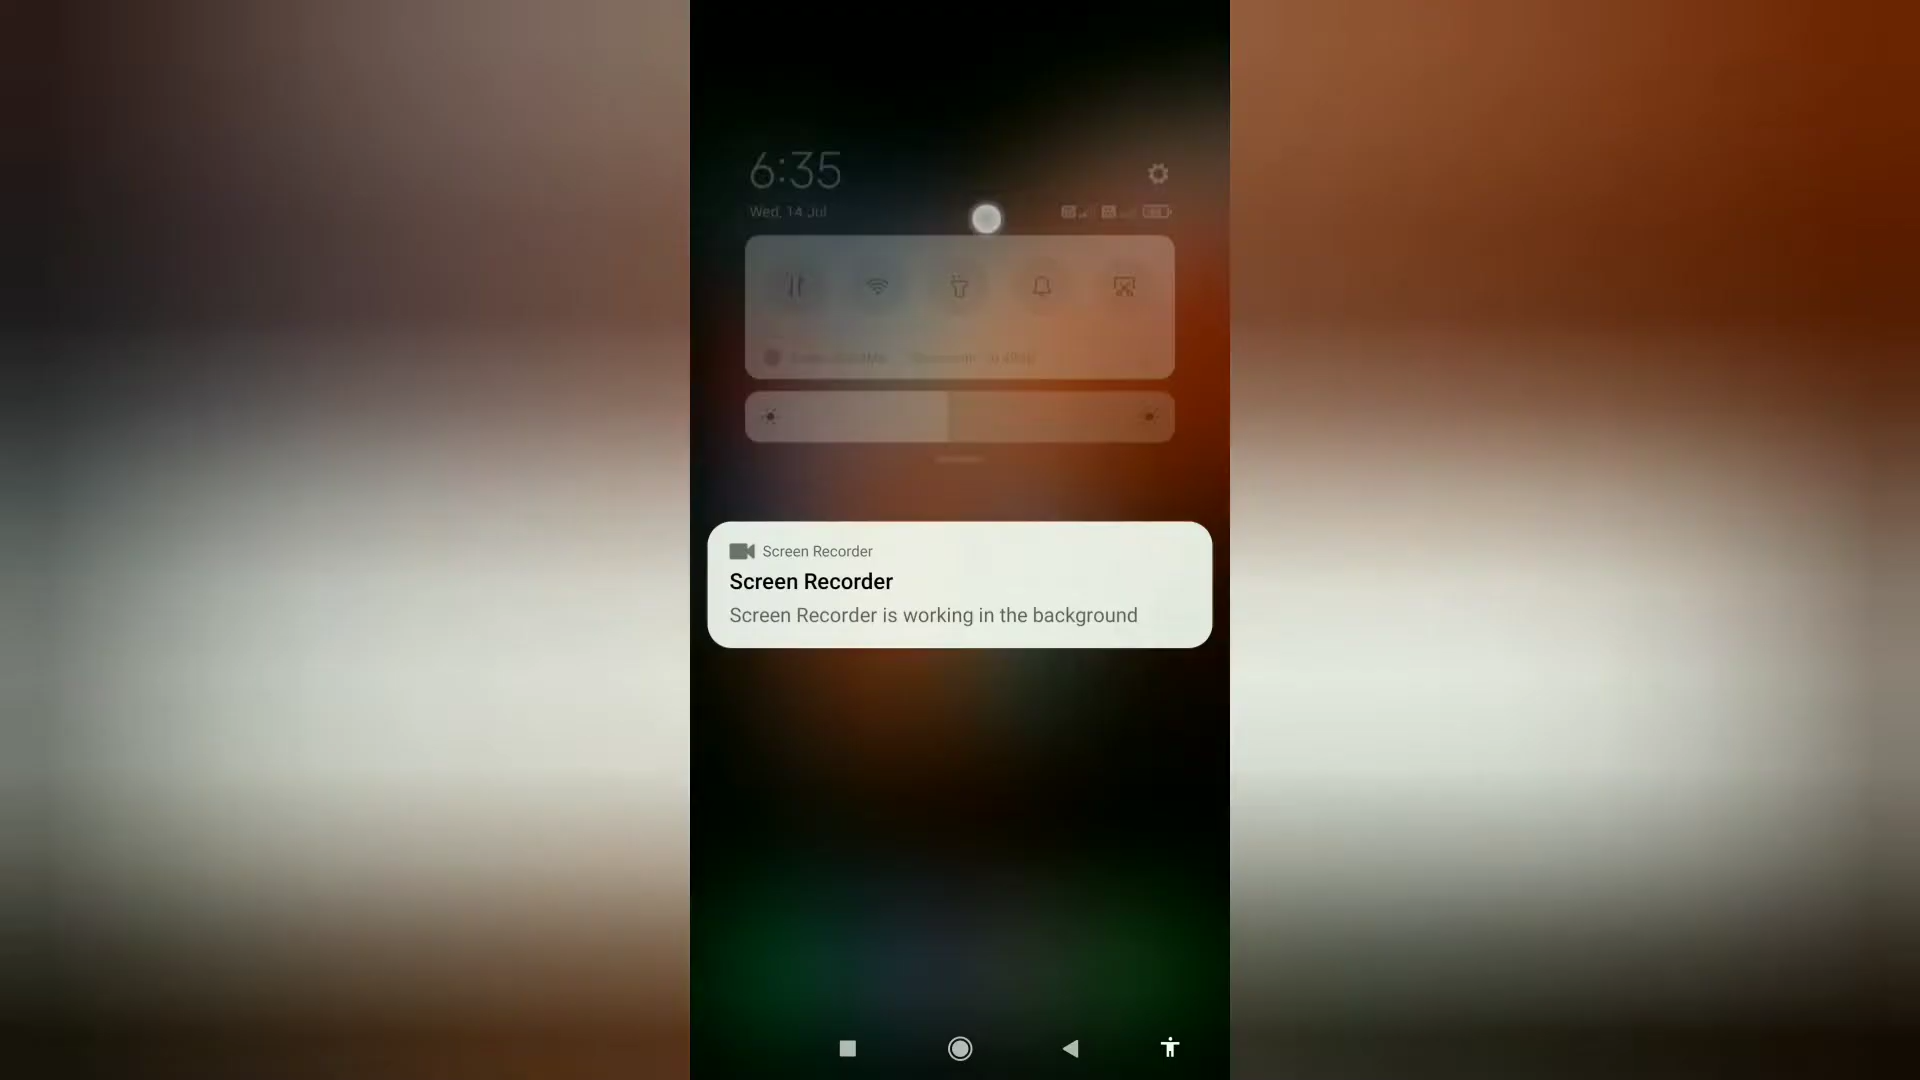 6:35
Wed, 14 Jul
Screen Recorder
Screen Recorder
Screen Recorder is working in the background